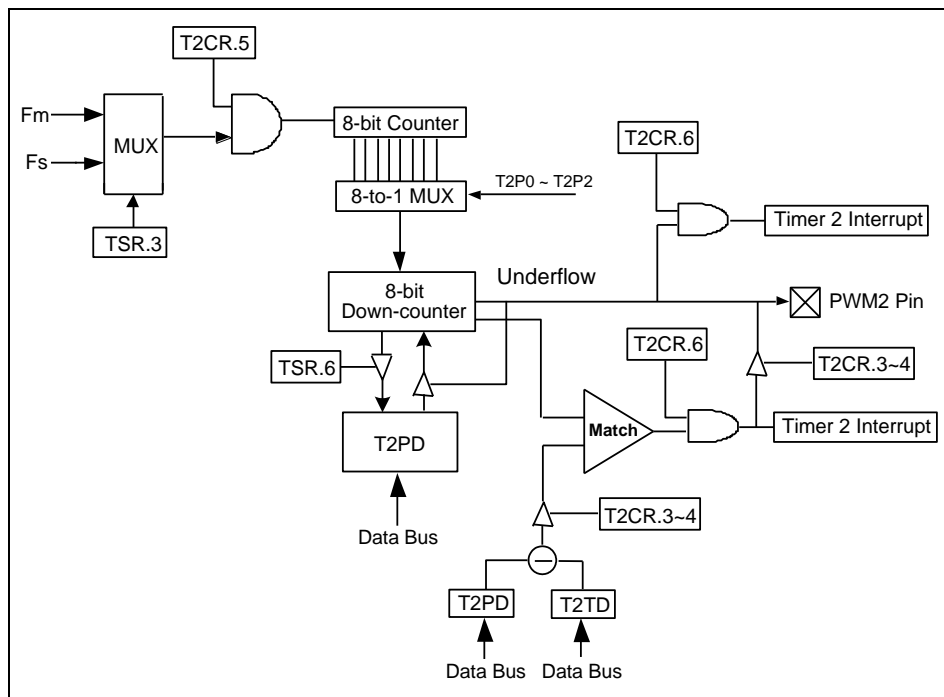 T2CR.5
Fm
MUX
8-bit Counter
Fs
T2CR.6
8-to-1 MUX
T2P0 ~ T2P2
Timer 2 Interrupt
TSR.3
Underflow
8-bit
Down-counter
PWM2 Pin
T2CR.6
T2CR.3~4
TSR.6
Match
Timer 2 Interrupt
T2PD
T2CR.3~4
Data Bus
T2PD
T2TD
Data Bus
Data Bus